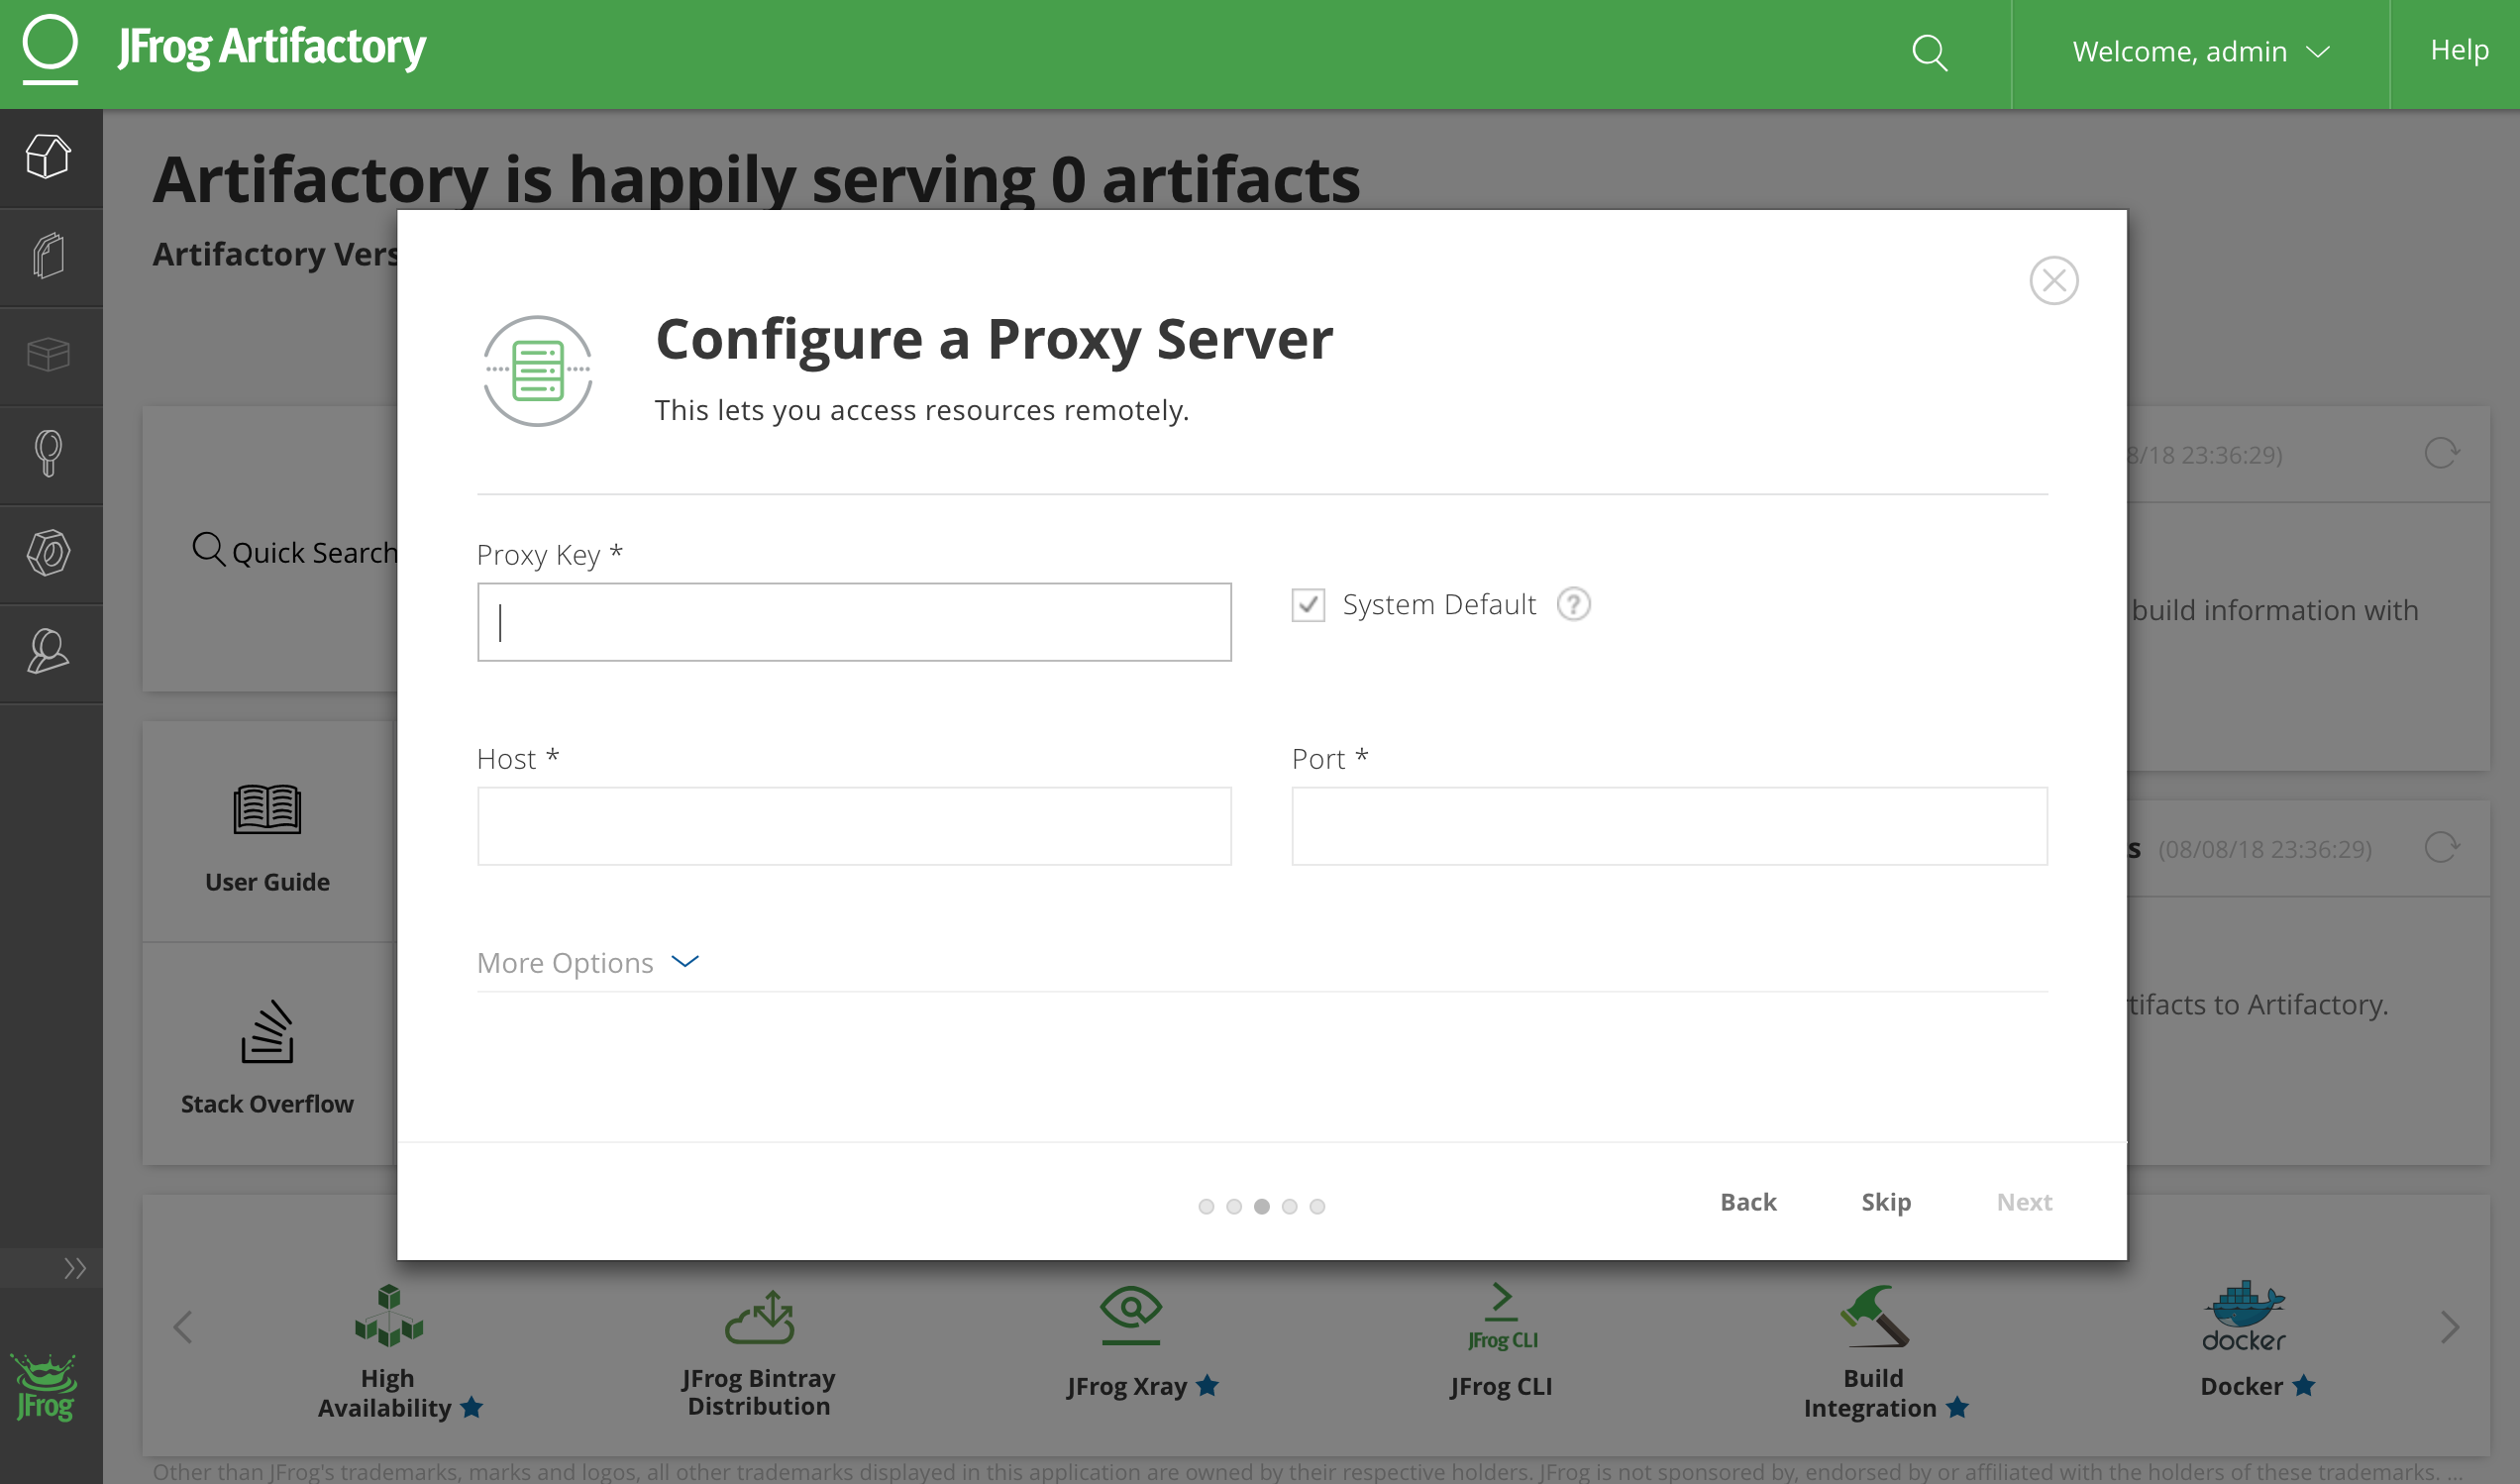 JFrog Artifactory
Welcome, admin
Help
Artifactory is happily serving 0 artifacts
Artifactory Vers
Configure a Proxy Server
This lets you access resources remotely.
8/18 23:36:29)
Quick Search
Proxy Key *
System Default ?
build information with
Host *
Port *
User Guide
s (08/08/18 23:36:29)
More Options
tifacts to Artifactory.
Stack Overflow
Back
Skip
Next
JFrog CLI
docker
High
Availability
JFrog Bintray
Distribution
JFrog Xray
JFrog CLI
Build
Integration
Docker
JFrog
Other than JFrog's trademarks, marks and logos, all other trademarks displayed in this application are owned by their respective holders. JFrog is not sponsored by, endorsed by or affiliated with the holders of these trademarks. ...